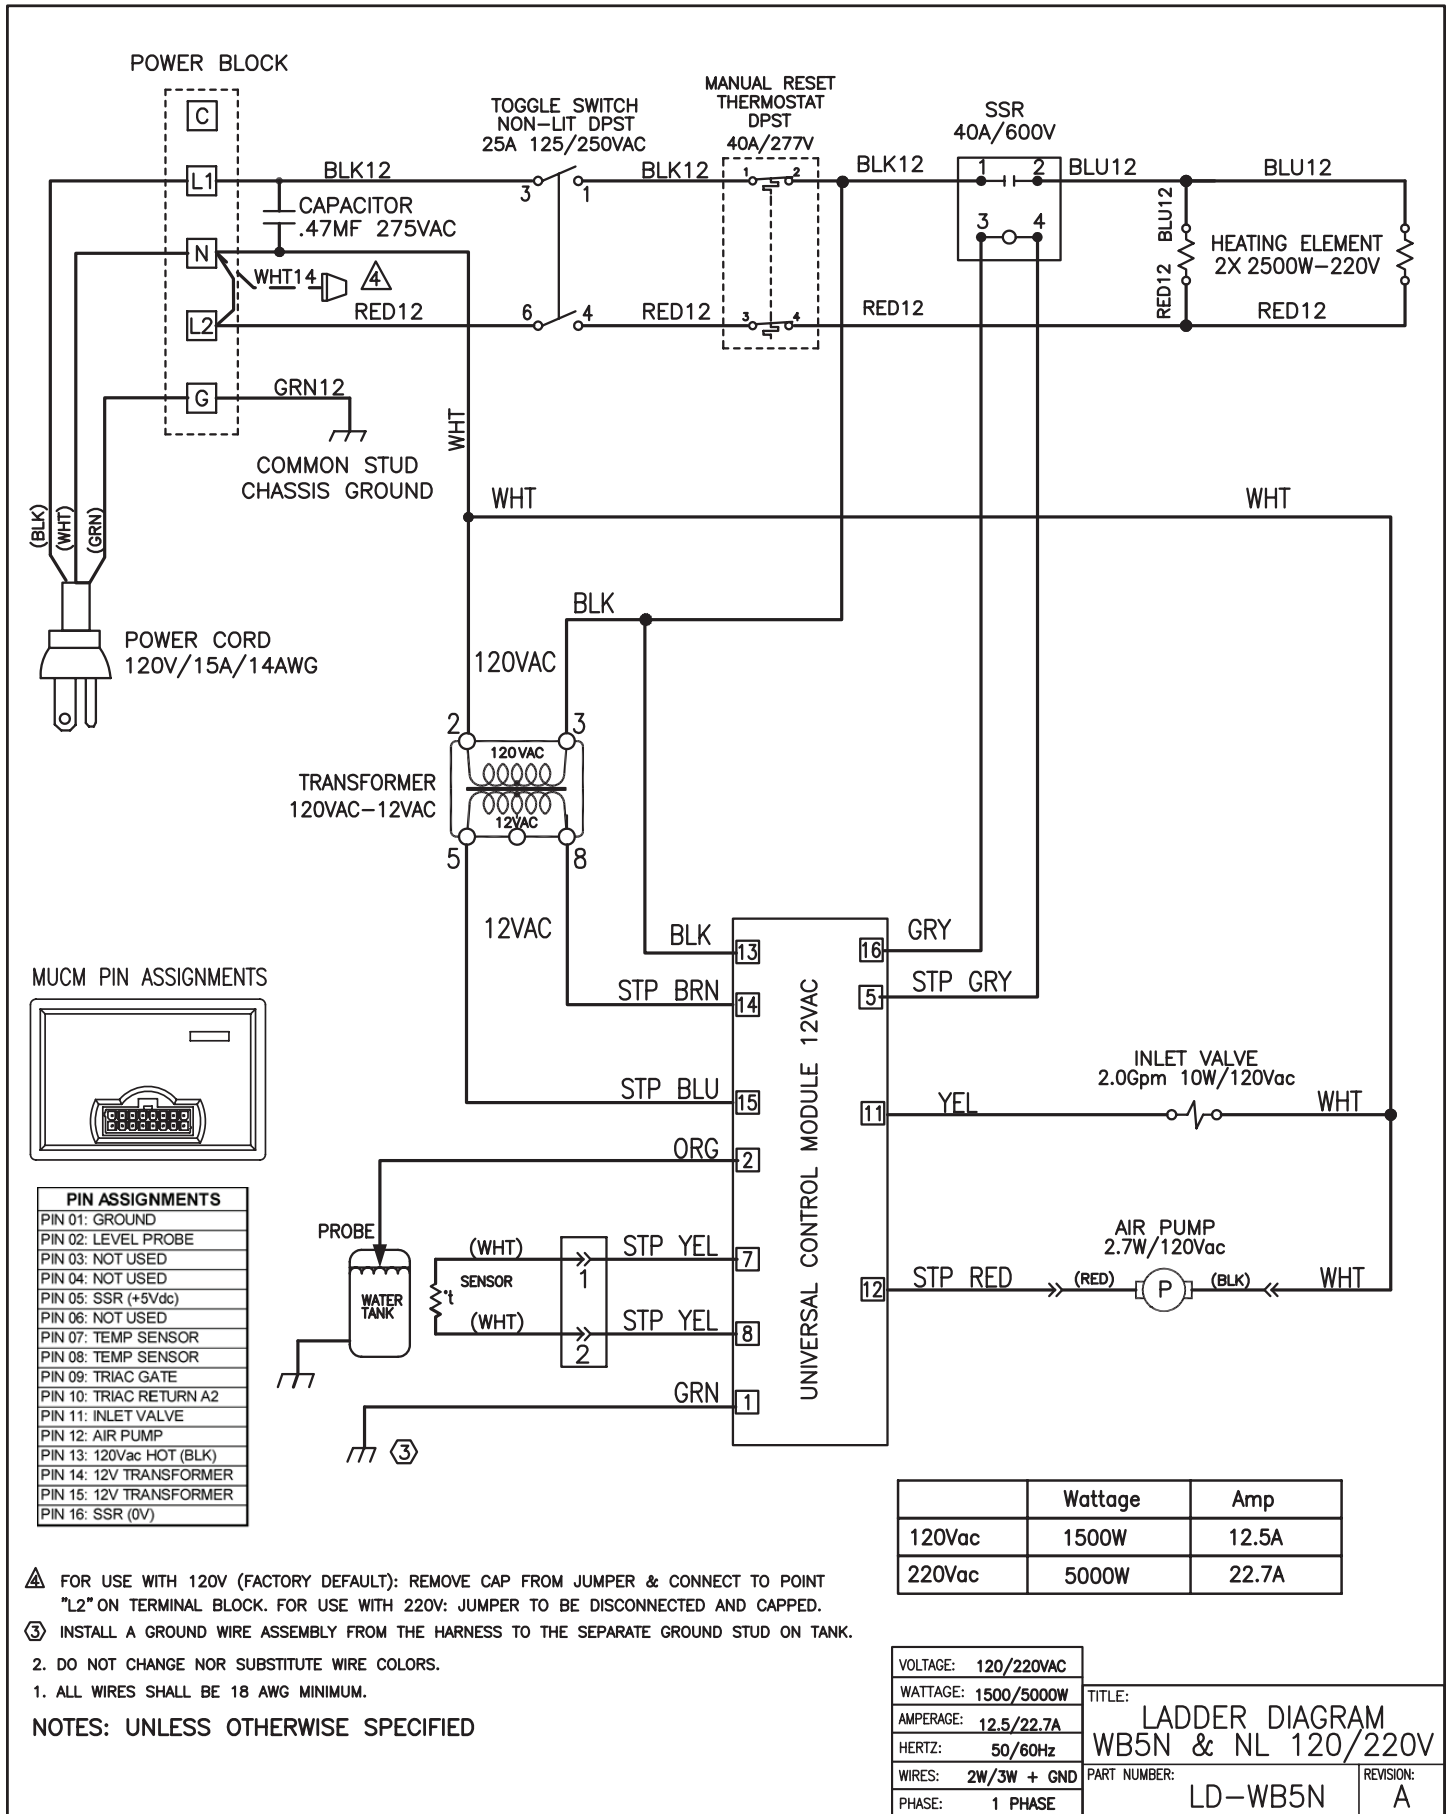 POWER BLOCK
C
L1
N
L2
G
BLK12
CAPACITOR
.47MF 275VAC
WHT14
4
RED12
GRN12
COMMON STUD
CHASSIS GROUND
TOGGLE SWITCH
NON-LIT DPST
25A 125/250VAC
3
1
6
4
BLK12
RED12
MANUAL RESET
THERMOSTAT
DPST
40A/277V
1
2
3
4
BLK12
RED12
SSR
40A/600V
1
2
3
4
BLU12
BLU12
BLU12
RED12
HEATING ELEMENT
2X 2500W-220V
RED12
WHT
WHT
WHT
(BLK)
(WHT)
(GRN)
POWER CORD
120V/15A/14AWG
BLK
120VAC
2
3
120VAC
TRANSFORMER
120VAC-12VAC
12VAC
5
8
12VAC
BLK
13
STP BRN
14
STP BLU
15
ORG
2
STP YEL
7
STP YEL
8
GRN
1
UNIVERSAL CONTROL MODULE 12VAC
16
GRY
5
STP GRY
11
YEL
INLET VALVE
2.0Gpm 10W/120Vac
WHT
12
STP RED
(RED)
AIR PUMP
2.7W/120Vac
P
(BLK)
WHT
PROBE
WATER
TANK
(WHT)
SENSOR
°t
(WHT)
1
2
3
MUCM PIN ASSIGNMENTS
PIN ASSIGNMENTS
PIN 01: GROUND
PIN 02: LEVEL PROBE
PIN 03: NOT USED
PIN 04: NOT USED
PIN 05: SSR (+5Vdc)
PIN 06: NOT USED
PIN 07: TEMP SENSOR
PIN 08: TEMP SENSOR
PIN 09: TRIAC GATE
PIN 10: TRIAC RETURN A2
PIN 11: INLET VALVE
PIN 12: AIR PUMP
PIN 13: 120Vac HOT (BLK)
PIN 14: 12V TRANSFORMER
PIN 15: 12V TRANSFORMER
PIN 16: SSR (0V)
Wattage Amp
120Vac 1500W 12.5A
220Vac 5000W 22.7A
4 FOR USE WITH 120V (FACTORY DEFAULT): REMOVE CAP FROM JUMPER & CONNECT TO POINT
"L2" ON TERMINAL BLOCK. FOR USE WITH 220V: JUMPER TO BE DISCONNECTED AND CAPPED.
3 INSTALL A GROUND WIRE ASSEMBLY FROM THE HARNESS TO THE SEPARATE GROUND STUD ON TANK.
2. DO NOT CHANGE NOR SUBSTITUTE WIRE COLORS.
1. ALL WIRES SHALL BE 18 AWG MINIMUM.
NOTES: UNLESS OTHERWISE SPECIFIED
VOLTAGE: 120/220VAC
WATTAGE: 1500/5000W
AMPERAGE: 12.5/22.7A
HERTZ: 50/60Hz
WIRES: 2W/3W + GND
PHASE: 1 PHASE
TITLE:
LADDER DIAGRAM
WB5N & NL 120/220V
PART NUMBER:
LD-WB5N
REVISION:
A